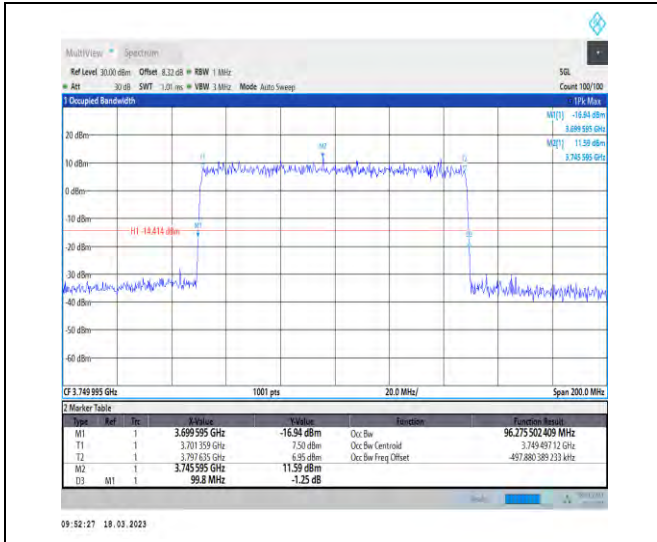 MultiView Spectrum
Ref Level 30.00 dBm Offset 8.32 dB RBW 1 MHz SGL
Att 30 dB SWT 1.01 ms VBW 3 MHz Mode Auto Sweep Count 100/100
1 Occupied Bandwidth 1Pk Max
M1[1] -16.94 dBm
3.699 595 GHz
M2[1] 11.59 dBm
3.745 595 GHz
20 dBm
10 dBm
0 dBm
-10 dBm
-20 dBm
-30 dBm
-40 dBm
-50 dBm
-60 dBm
T1
M2
T2
M1
H1 -14.414 dBm
D3
CF 3.749 995 GHz 1001 pts 20.0 MHz/ Span 200.0 MHz
2 Marker Table
Type Ref Trc X-Value Y-Value Function Function Result
M1 1 3.699 595 GHz -16.94 dBm Occ Bw 96.275 502 409 MHz
T1 1 3.701 359 GHz 7.50 dBm Occ Bw Centroid 3.749 497 12 GHz
T2 1 3.797 635 GHz 6.95 dBm Occ Bw Freq Offset -497.880 389 233 kHz
M2 1 3.745 595 GHz 11.59 dBm
D3 M1 1 99.8 MHz -1.25 dB
09:52:27 18.03.2023